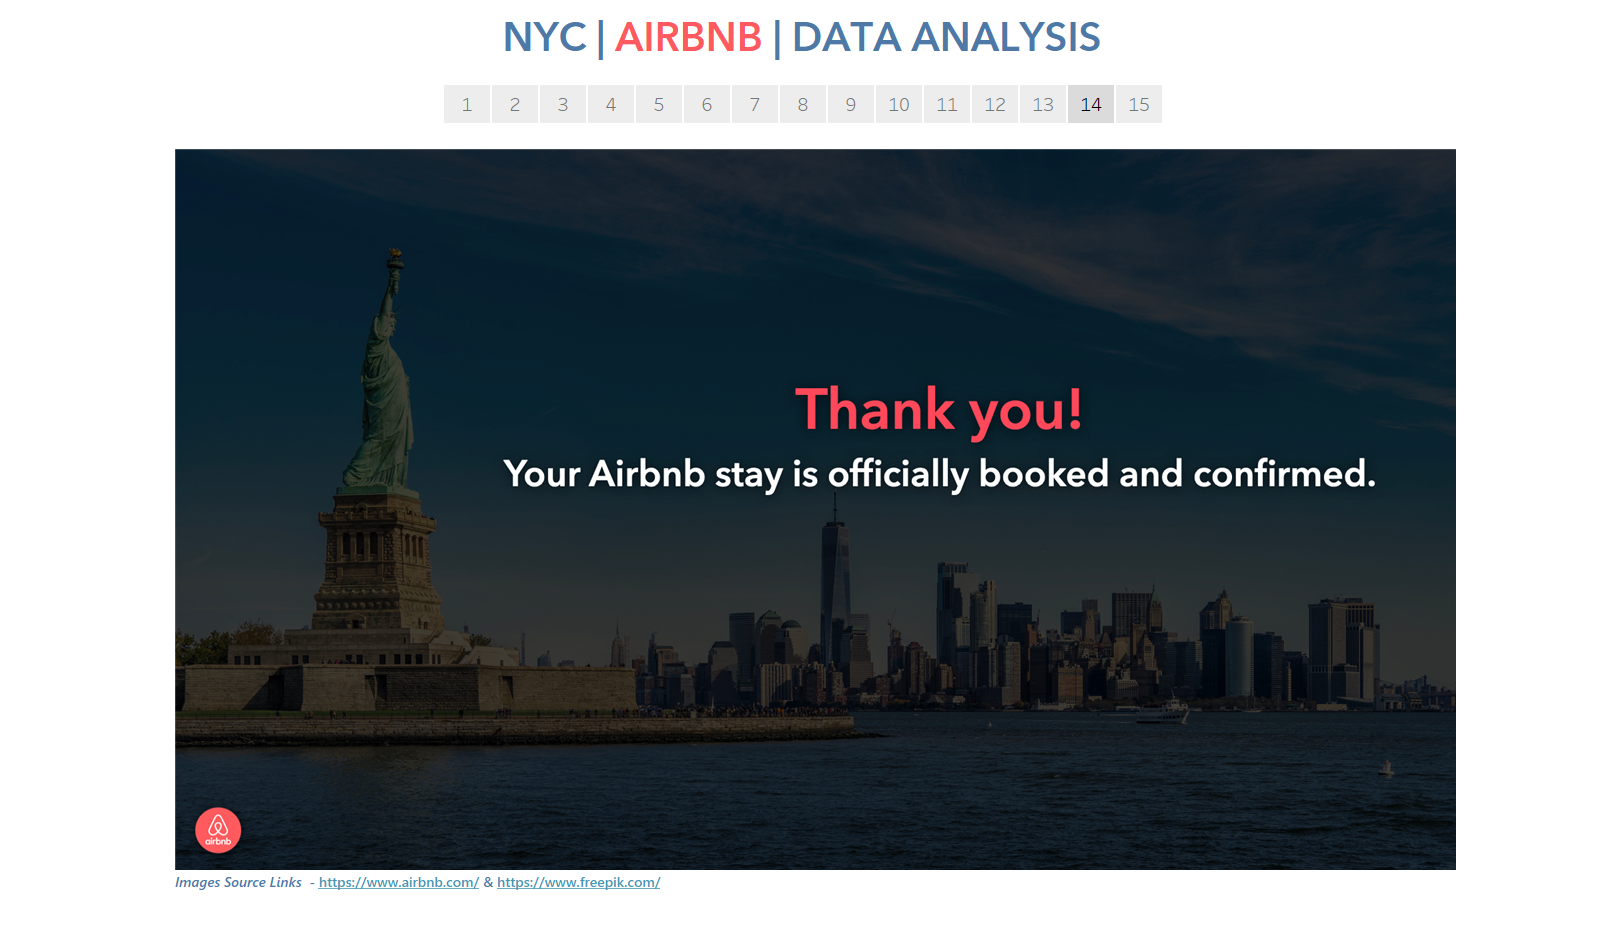 NYC | AIRBNB | DATA ANALYSIS
1 2 3 4 5 6 7 8 9 10 11 12 13 14 15
Thank you!
Your Airbnb stay is officially booked and confirmed.
airbnb
Images Source Links - https://www.airbnb.com/ & https://www.freepik.com/